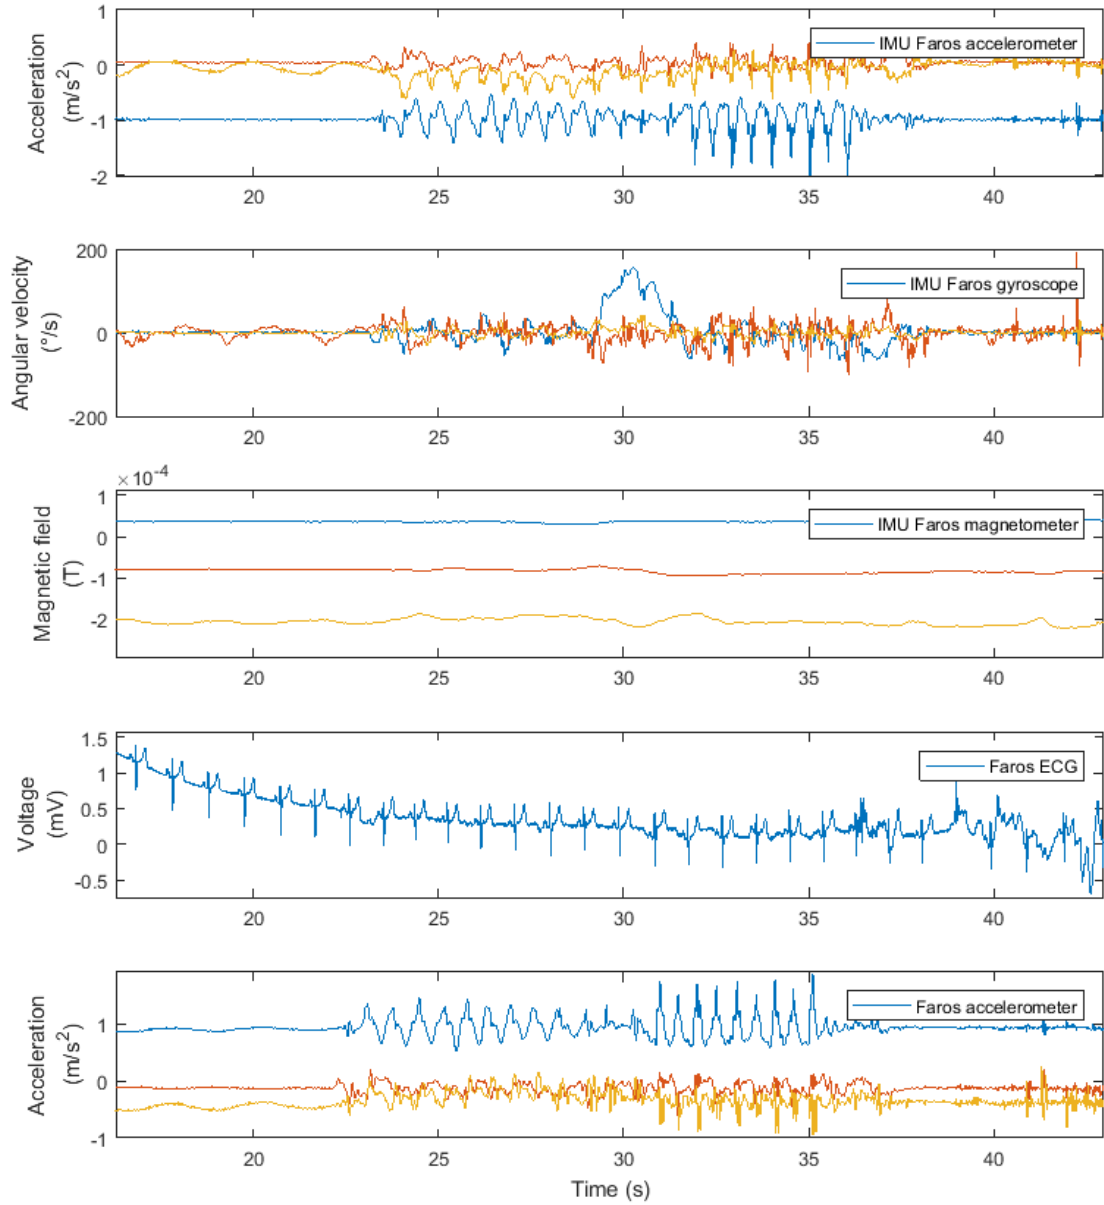 1
0
-1
-2
Acceleration
(m/s²)
IMU Faros accelerometer
20 25 30 35 40
200
0
-200
Angular velocity
(°/s)
IMU Faros gyroscope
20 25 30 35 40
×10⁻⁴
1
0
-1
-2
Magnetic field
(T)
IMU Faros magnetometer
20 25 30 35 40
1.5
1
0.5
0
-0.5
Voltage
(mV)
Faros ECG
20 25 30 35 40
1
0
-1
Acceleration
(m/s²)
Faros accelerometer
20 25 30 35 40
Time (s)